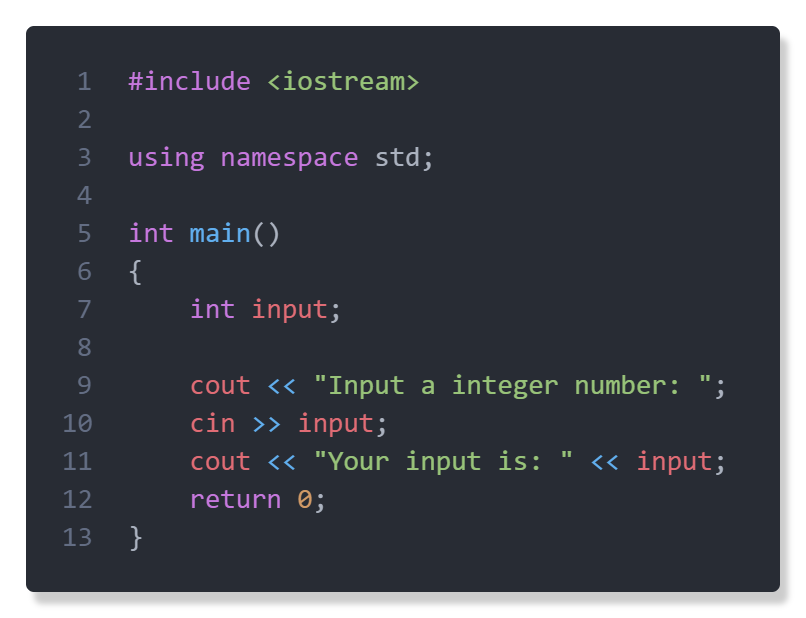 1 #include <iostream>
2
3 using namespace std;
4
5 int main()
6 {
7     int input;
8
9     cout << "Input a integer number: ";
10     cin >> input;
11     cout << "Your input is: " << input;
12     return 0;
13 }